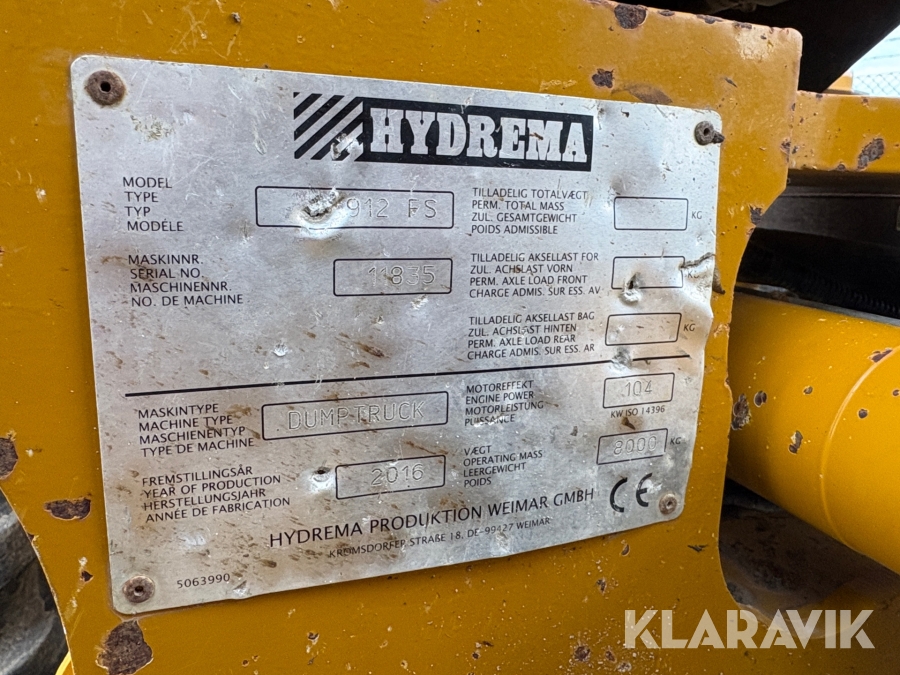 HYDREMA
MODEL
TYPE
TYP
MODÉLE
912 FS
MASKINNR.
SERIAL NO.
MASCHINENNR.
NO. DE MACHINE
11835
TILLADELIG TOTALVÆGT
PERM. TOTAL MASS
ZUL. GESAMTGEWICHT
POIDS ADMISSIBLE
KG
TILLADELIG AKSELLAST FOR
ZUL. ACHSLAST VORN
PERM. AXLE LOAD FRONT
CHARGE ADMIS. SUR ESS. AV
TILLADELIG AKSELLAST BAG
ZUL. ACHSLAST HINTEN
PERM. AXLE LOAD REAR
CHARGE ADMIS. SUR ESS. AR
KG
MASKINTYPE
MACHINE TYPE
MASCHIENENTYP
TYPE DE MACHINE
DUMPTRUCK
MOTOREFFEKT
ENGINE POWER
MOTORLEISTUNG
PUISSANCE
104
KW ISO 14396
FREMSTILLINGSÅR
YEAR OF PRODUCTION
HERSTELLUNGSJAHR
ANNÉE DE FABRICATION
2016
VÆGT
OPERATING MASS
LEERGEWICHT
POIDS
8000
KG
HYDREMA PRODUKTION WEIMAR GMBH
KROMSDORFER STRAßE 18, DE-99427 WEIMAR
CE
5063990
KLARAVIK